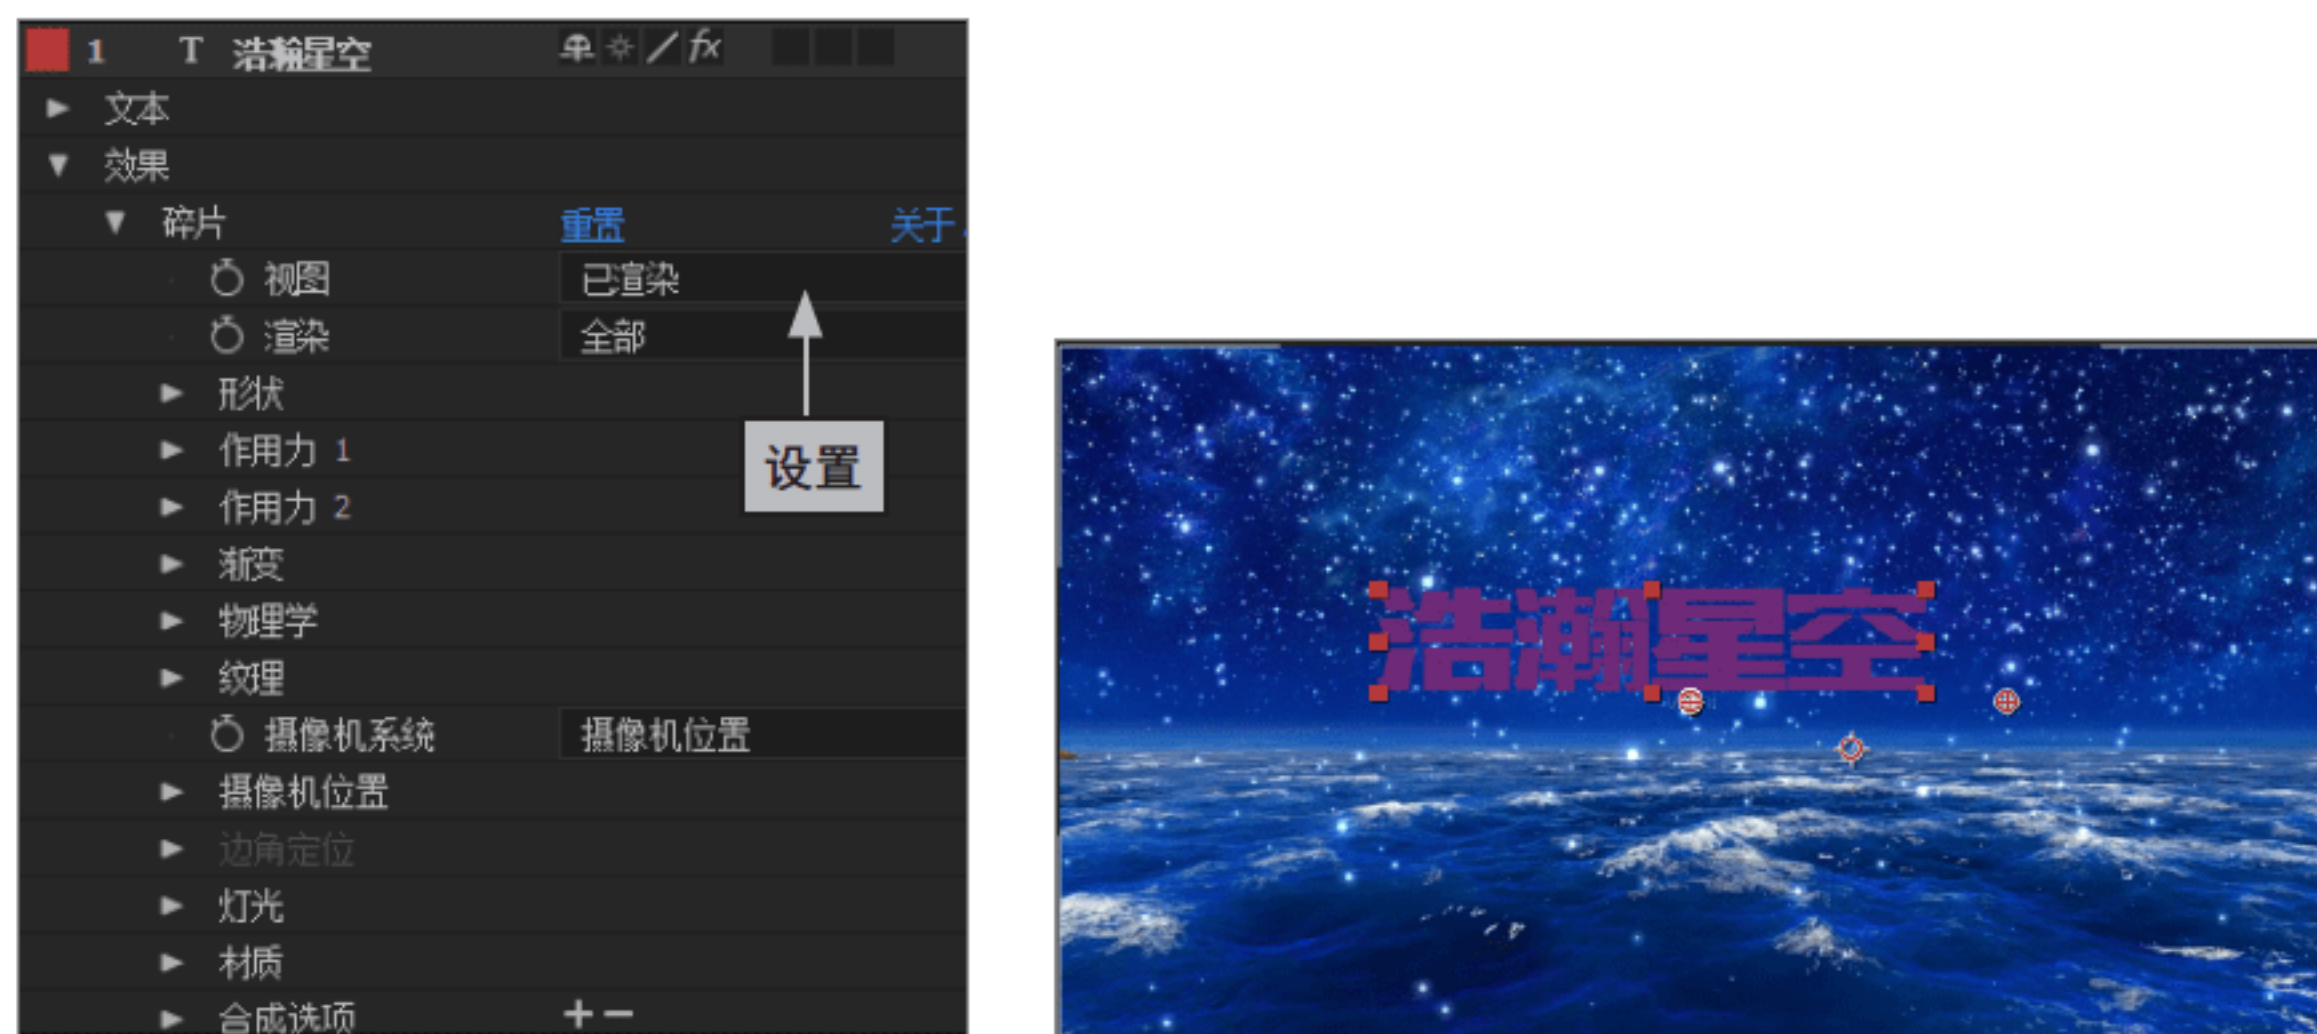 1 T 浩瀚星空 fx
文本
效果
碎片 重置 关于
视图 已渲染
渲染 全部
形状
设置
作用力 1
作用力 2
渐变
物理学
纹理
摄像机系统 摄像机位置
摄像机位置
边角定位
灯光
材质
合成选项 + −
浩瀚星空